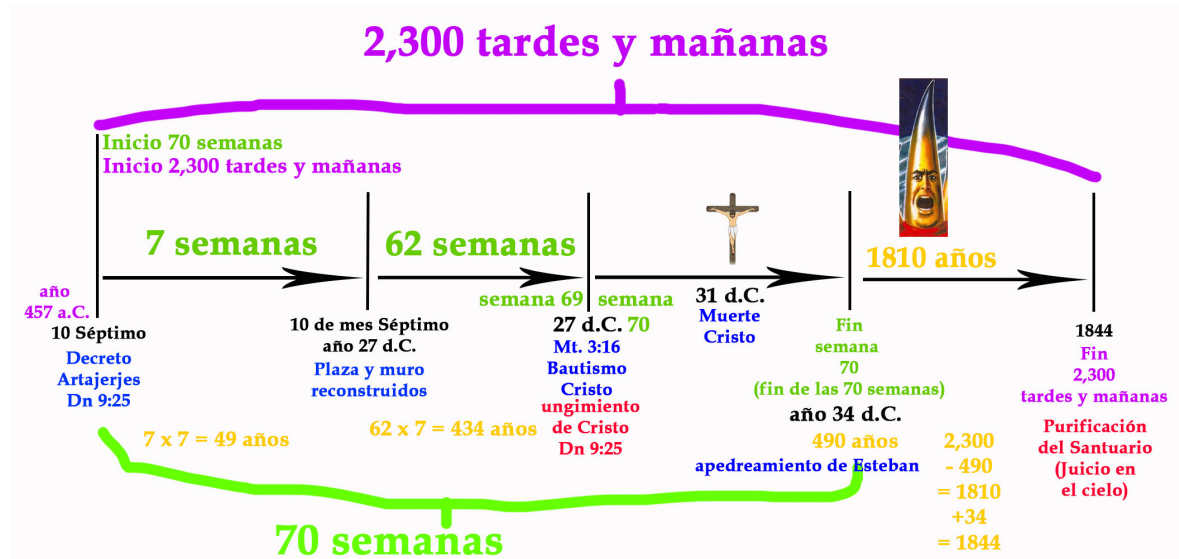 2,300 tardes y mañanas
Inicio 70 semanas
Inicio 2,300 tardes y mañanas
7 semanas
62 semanas
1810 años
año
457 a.C.
10 Séptimo
Decreto
Artajerjes
Dn 9:25
10 de mes Séptimo
año 27 d.C.
Plaza y muro
reconstruidos
semana 69
semana
70
27 d.C.
Mt. 3:16
Bautismo
Cristo
ungimiento
de Cristo
Dn 9:25
31 d.C.
Muerte
Cristo
Fin
semana
70
(fin de las 70 semanas)
año 34 d.C.
490 años
apedreamiento de Esteban
1844
Fin
2,300
tardes y mañanas
Purificación
del Santuario
(Juicio en
el cielo)
7 x 7 = 49 años
62 x 7 = 434 años
2,300
- 490
= 1810
+34
= 1844
70 semanas